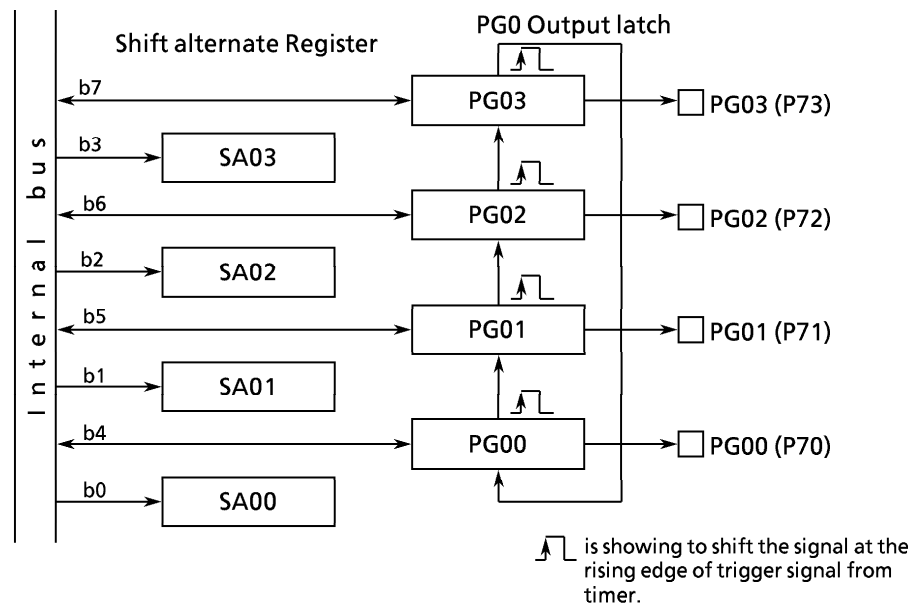 PG0 Output latch
Shift alternate Register
b7
PG03
PG03 (P73)
b3
SA03
b6
PG02
PG02 (P72)
b2
SA02
b5
PG01
PG01 (P71)
b1
SA01
b4
PG00
PG00 (P70)
b0
SA00
Internal bus
is showing to shift the signal at the
rising edge of trigger signal from
timer.